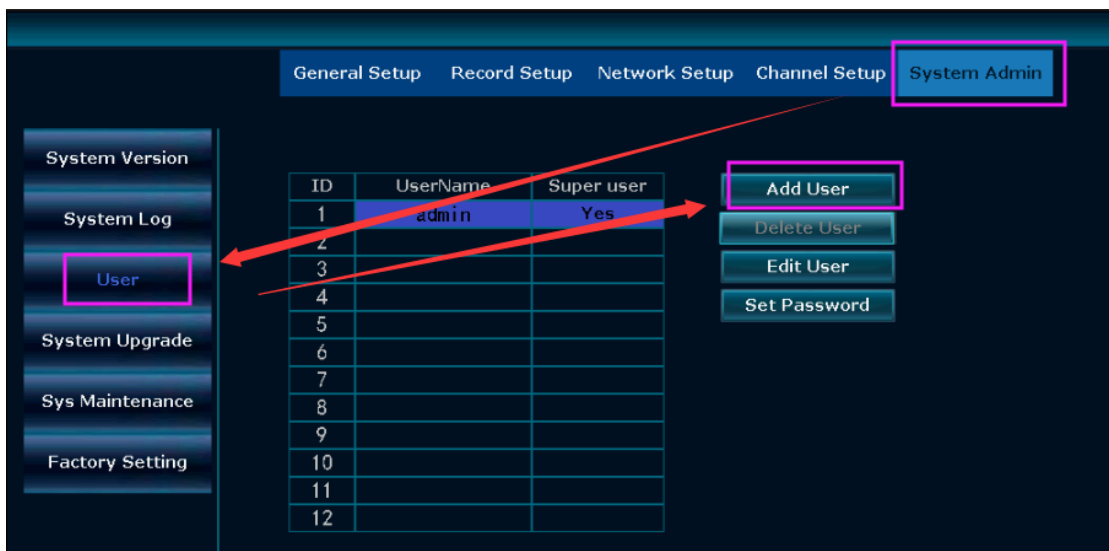 General Setup Record Setup Network Setup Channel Setup System Admin
System Version
System Log
User
System Upgrade
Sys Maintenance
Factory Setting
ID UserName Super user
1 admin Yes
2
3
4
5
6
7
8
9
10
11
12
Add User
Delete User
Edit User
Set Password